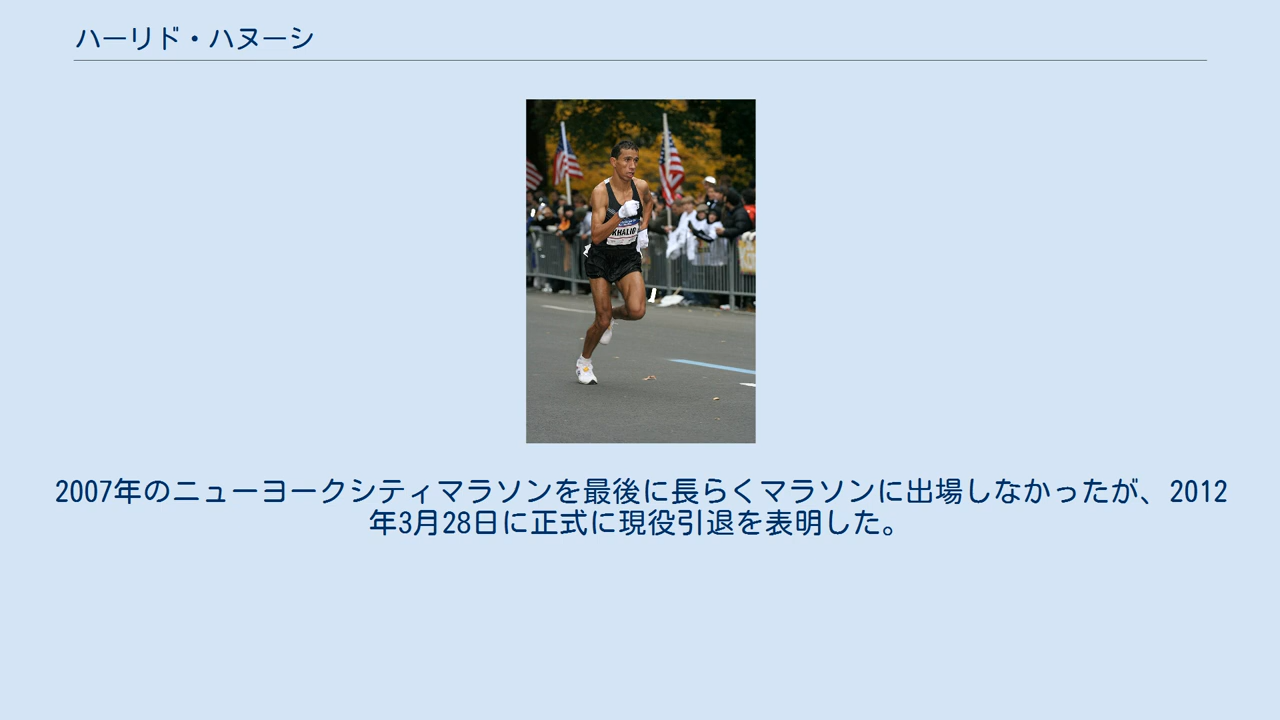 ハーリド・ハヌーシ
KHALID
2007年のニューヨークシティマラソンを最後に長らくマラソンに出場しなかったが、2012
年3月28日に正式に現役引退を表明した。